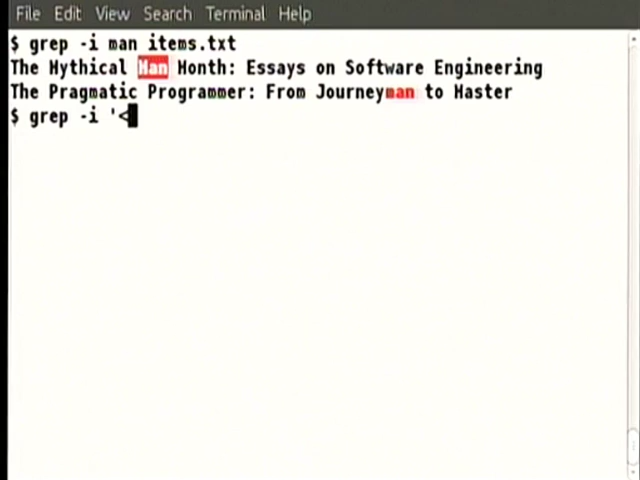 File Edit View Search Terminal Help
$ grep -i man items.txt
The Mythical Man Month: Essays on Software Engineering
The Pragmatic Programmer: From Journeyman to Master
$ grep -i '<